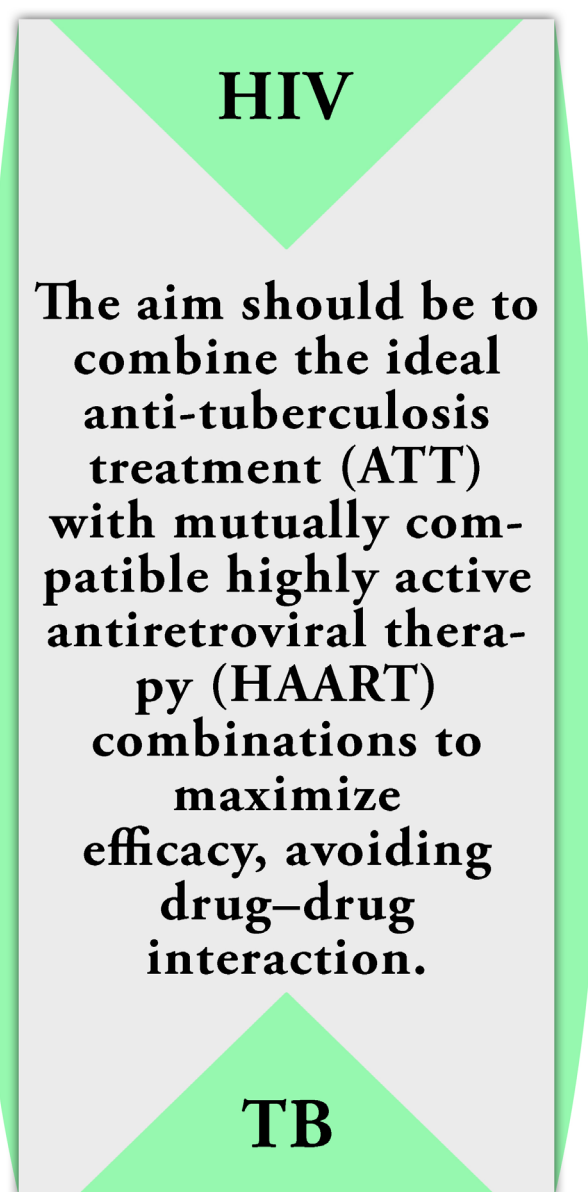 HIV
The aim should be to
combine the ideal
anti-tuberculosis
treatment (ATT)
with mutually com-
patible highly active
antiretroviral thera-
py (HAART)
combinations to
maximize
efficacy, avoiding
drug–drug
interaction.
TB